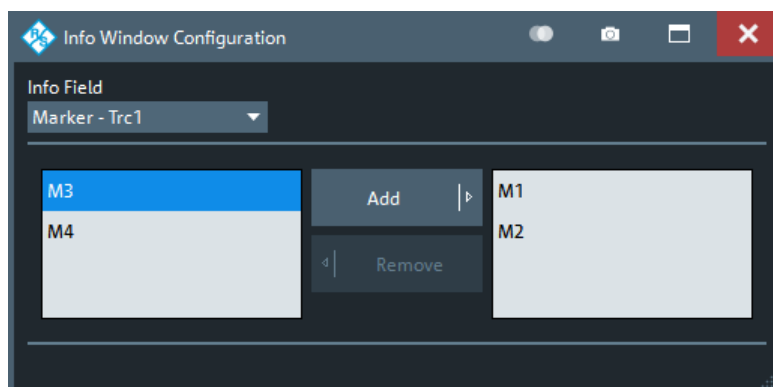 R&S Info Window Configuration
Info Field
Marker - Trc1
M3
M4
Add
Remove
M1
M2